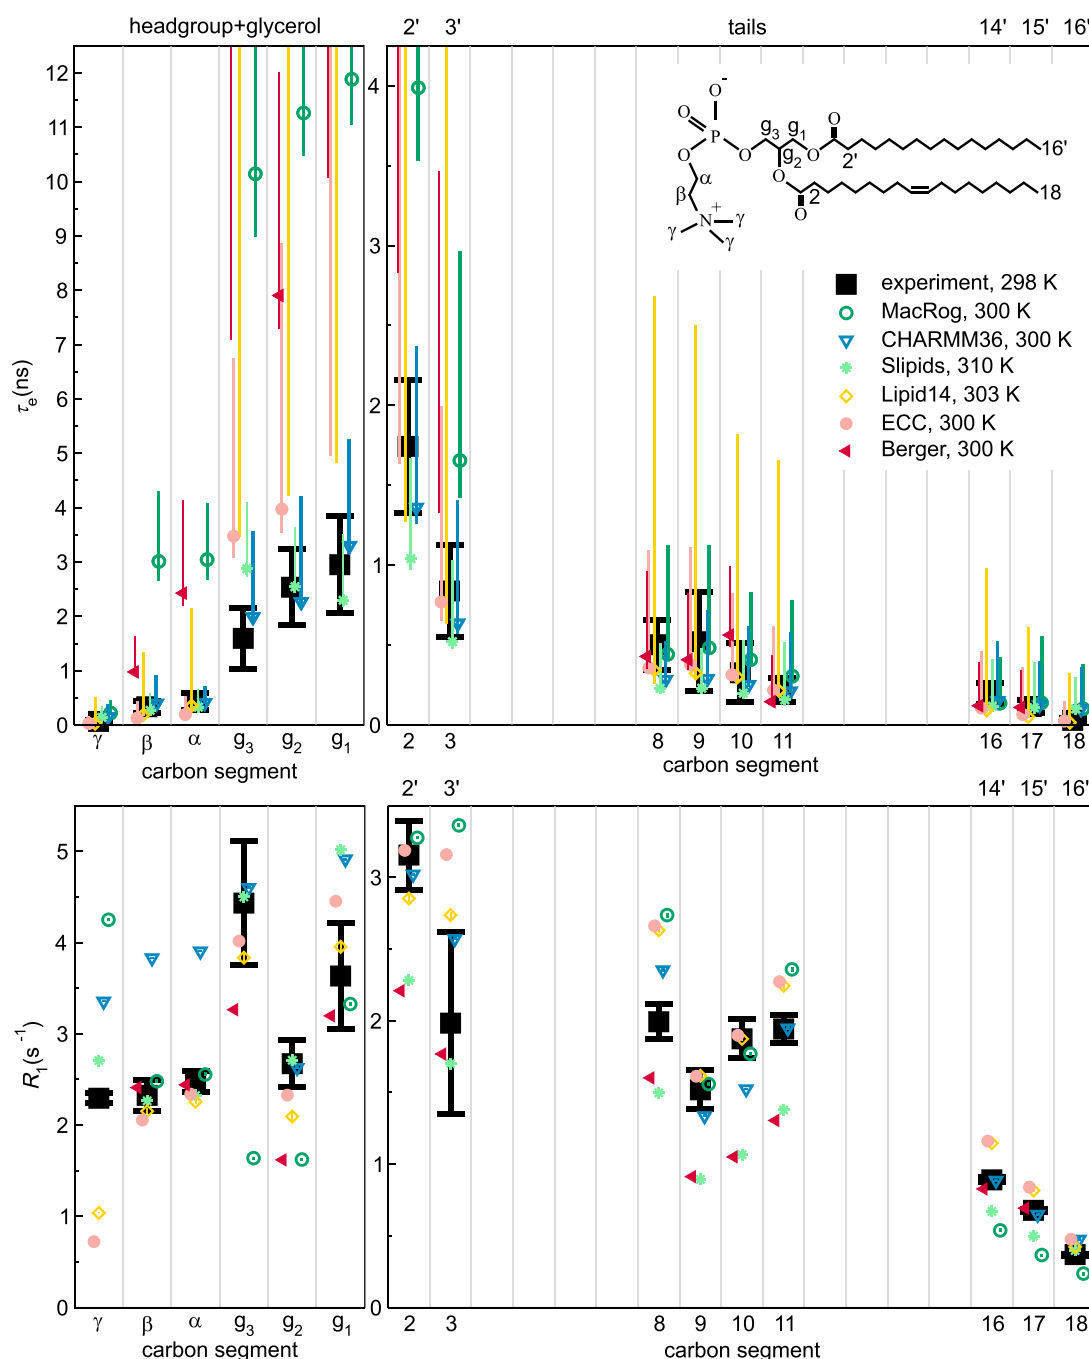 headgroup+glycerol 2' 3' tails 14' 15' 16'
12
11
10
9
8
7
6
5
4
3
2
1
0
τe(ns)
4
3
2
1
0
O-
O
P
O
O
g3
g1
g2
O
O
2'
16'
O
2
O
18
α
β
N+
γ
γ
γ
experiment, 298 K
MacRog, 300 K
CHARMM36, 300 K
Slipids, 310 K
Lipid14, 303 K
ECC, 300 K
Berger, 300 K
γ β α g3 g2 g1 2 3 8 9 10 11 16 17 18
carbon segment carbon segment
2' 3' 14' 15' 16'
5
4
3
2
1
0
R1(s-1)
3
2
1
0
γ β α g3 g2 g1 2 3 8 9 10 11 16 17 18
carbon segment carbon segment